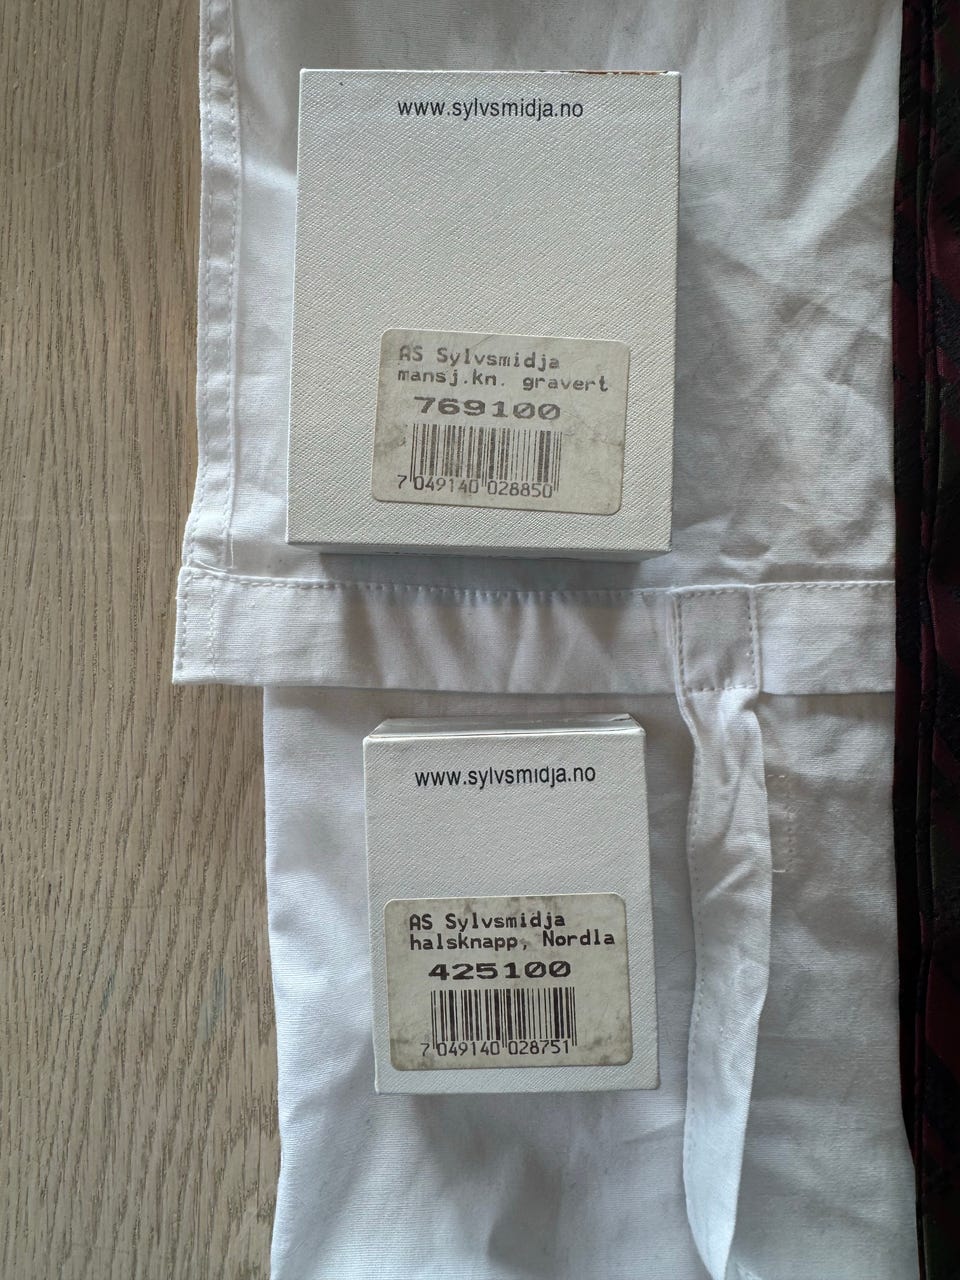 www.sylvsmidja.no
AS Sylvsmidja
mansj.kn. gravert
769100
7 049140 028850
www.sylvsmidja.no
AS Sylvsmidja
halsknapp, Nordla
425100
7 049140 028751